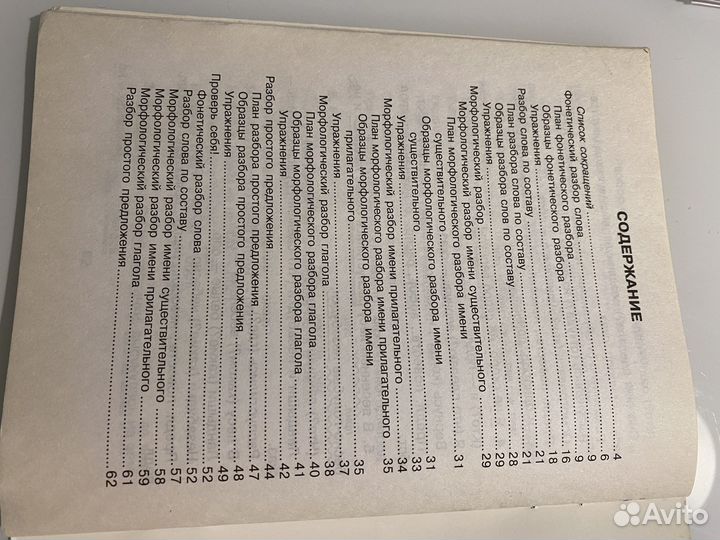 СОДЕРЖАНИЕ
Список сокращений 4
Фонетический разбор слова 6
План фонетического разбора 9
Образцы фонетического разбора 9
Упражнения 16
Разбор слова по составу 18
План разбора слова по составу 21
Образцы разбора слов по составу 21
Упражнения 28
Морфологический разбор 29
Морфологический разбор имени существительного 29
План морфологического разбора имени
существительного 31
Образцы морфологического разбора имени
существительного 31
Упражнения 33
Морфологический разбор имени прилагательного 34
План морфологического разбора имени прилагательного 35
Образцы морфологического разбора имени
прилагательного 35
Упражнения 37
Морфологический разбор глагола 38
План морфологического разбора глагола 40
Образцы морфологического разбора глагола 41
Упражнения 42
Разбор простого предложения 44
План разбора простого предложения 47
Образцы разбора простого предложения 48
Упражнения 49
Проверь себя! 52
Фонетический разбор слова 52
Разбор слова по составу 57
Морфологический разбор имени существительного 58
Морфологический разбор имени прилагательного 59
Морфологический разбор глагола 61
Разбор простого предложения 62
Avito